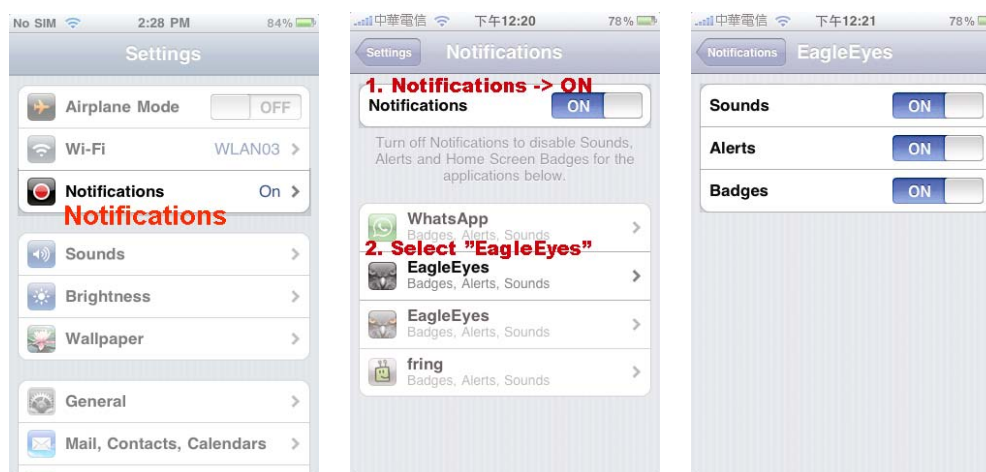 No SIM 2:28 PM 84%
Settings
Airplane Mode OFF
Wi-Fi WLAN03
Notifications On
Notifications
Sounds
Brightness
Wallpaper
General
Mail, Contacts, Calendars
中華電信 下午12:20 78%
Settings Notifications
1. Notifications -> ON
Notifications ON
Turn off Notifications to disable Sounds,
Alerts and Home Screen Badges for the
applications below.
WhatsApp
Badges, Alerts, Sounds
2. Select "EagleEyes"
EagleEyes
Badges, Alerts, Sounds
EagleEyes
Badges, Alerts, Sounds
fring
Badges, Alerts, Sounds
中華電信 下午12:21 78%
Notifications EagleEyes
Sounds ON
Alerts ON
Badges ON